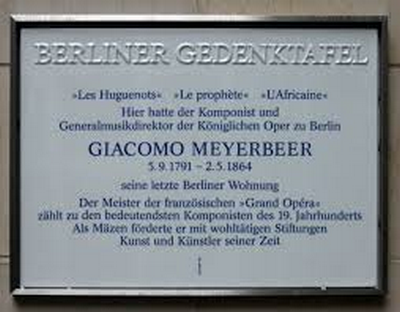 BERLINER GEDENKTAFEL
»Les Huguenots« »Le prophète« »L'Africaine«
Hier hatte der Komponist und
Generalmusikdirektor der Königlichen Oper zu Berlin
GIACOMO MEYERBEER
5.9.1791 – 2.5.1864
seine letzte Berliner Wohnung
Der Meister der französischen »Grand Opéra«
zählt zu den bedeutendsten Komponisten des 19. Jahrhunderts
Als Mäzen förderte er mit wohltätigen Stiftungen
Kunst und Künstler seiner Zeit